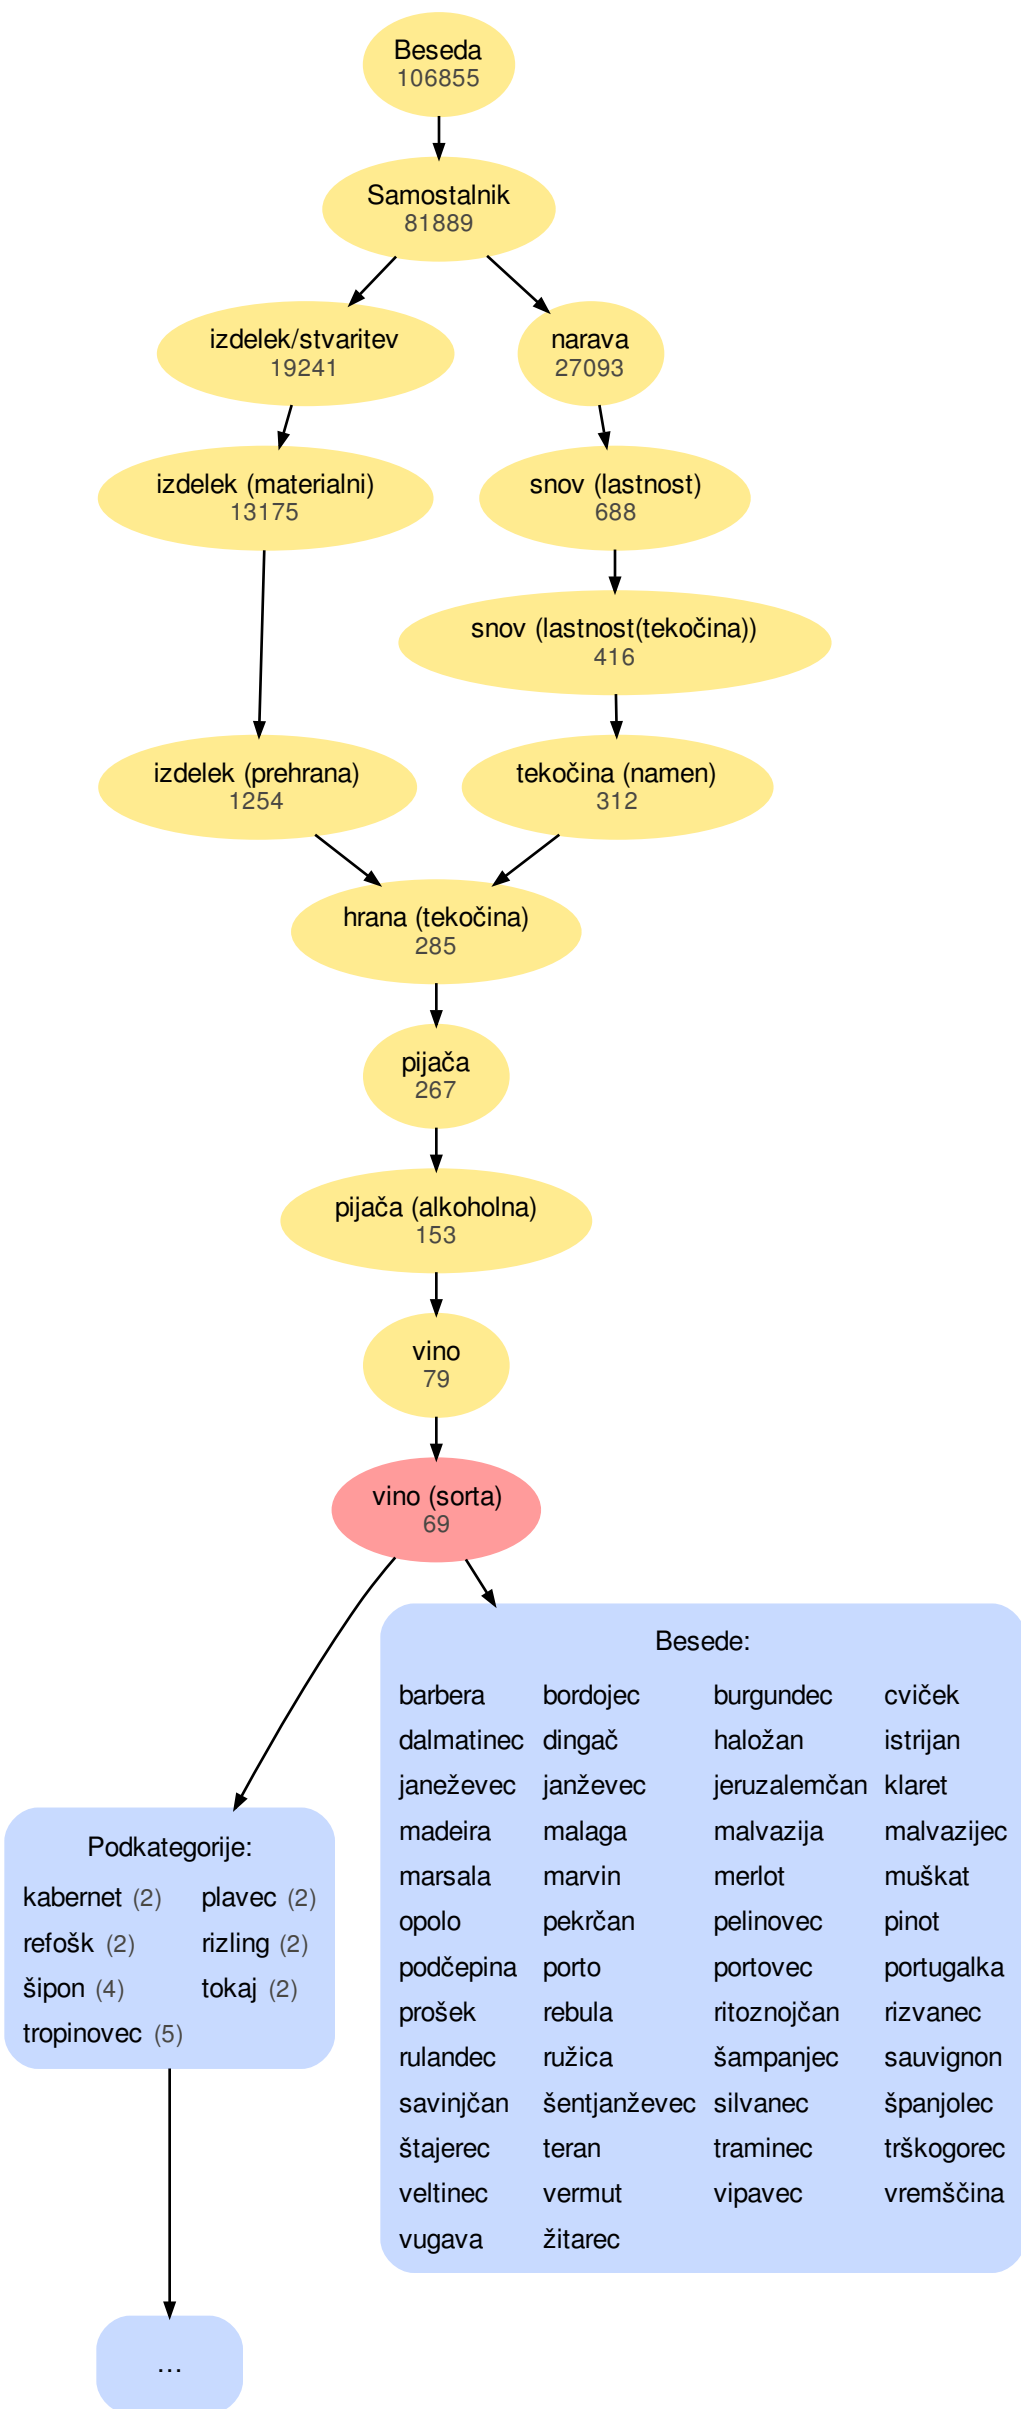 Beseda
106855
Samostalnik
81889
izdelek/stvaritev
19241
narava
27093
izdelek (materialni)
13175
snov (lastnost)
688
snov (lastnost(tekočina))
416
izdelek (prehrana)
1254
tekočina (namen)
312
hrana (tekočina)
285
pijača
267
pijača (alkoholna)
153
vino
79
vino (sorta)
69
Besede:
barbera bordojec burgundec cviček
dalmatinec dingač haložan istrijan
janeževec janževec jeruzalemčan klaret
madeira malaga malvazija malvazijec
marsala marvin merlot muškat
opolo pekrčan pelinovec pinot
podčepina porto portovec portugalka
prošek rebula ritoznojčan rizvanec
rulandec ružica šampanjec sauvignon
savinjčan šentjanževec silvanec španjolec
štajerec teran traminec trškogorec
veltinec vermut vipavec vremščina
vugava žitarec
Podkategorije:
kabernet (2) plavec (2)
refošk (2) rizling (2)
šipon (4) tokaj (2)
tropinovec (5)
...